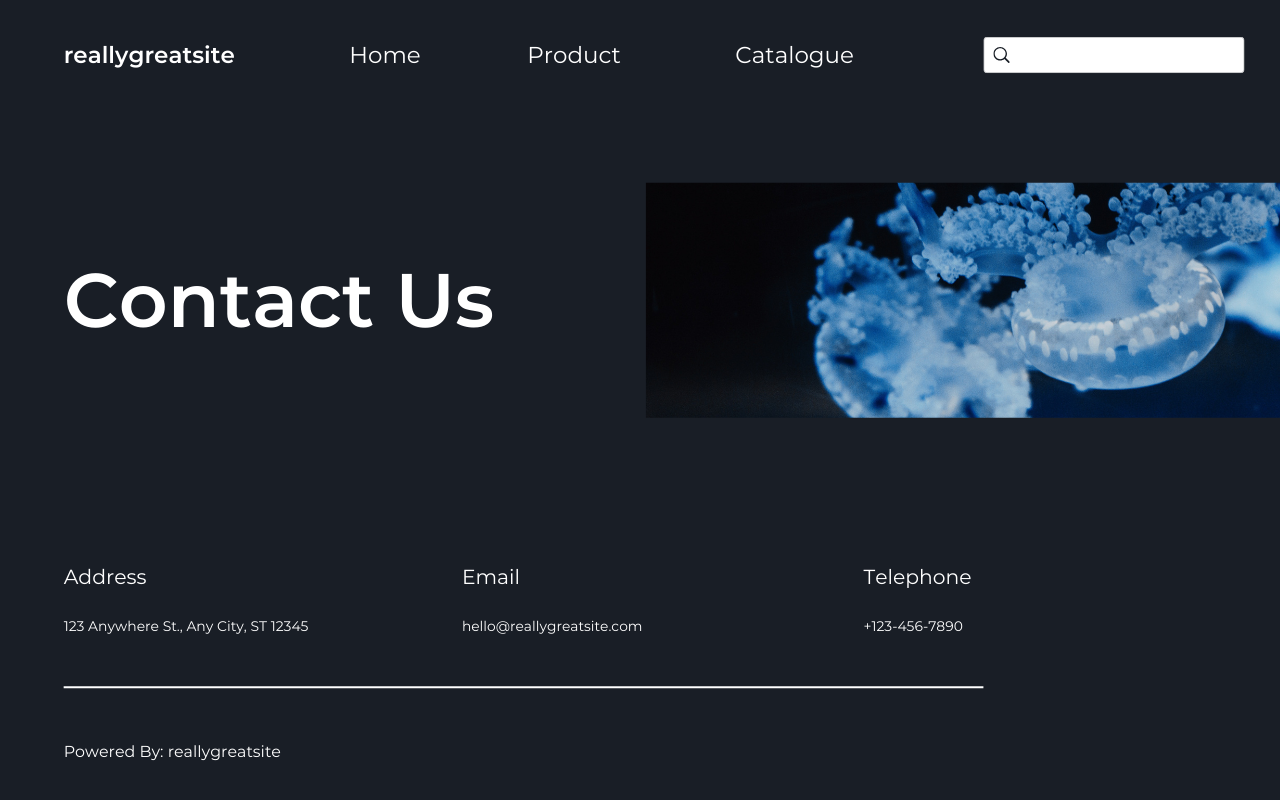 reallygreatsite
Home
Product
Catalogue
Contact Us
Address
Email
Telephone
123 Anywhere St., Any City, ST 12345
hello@reallygreatsite.com
+123-456-7890
Powered By: reallygreatsite